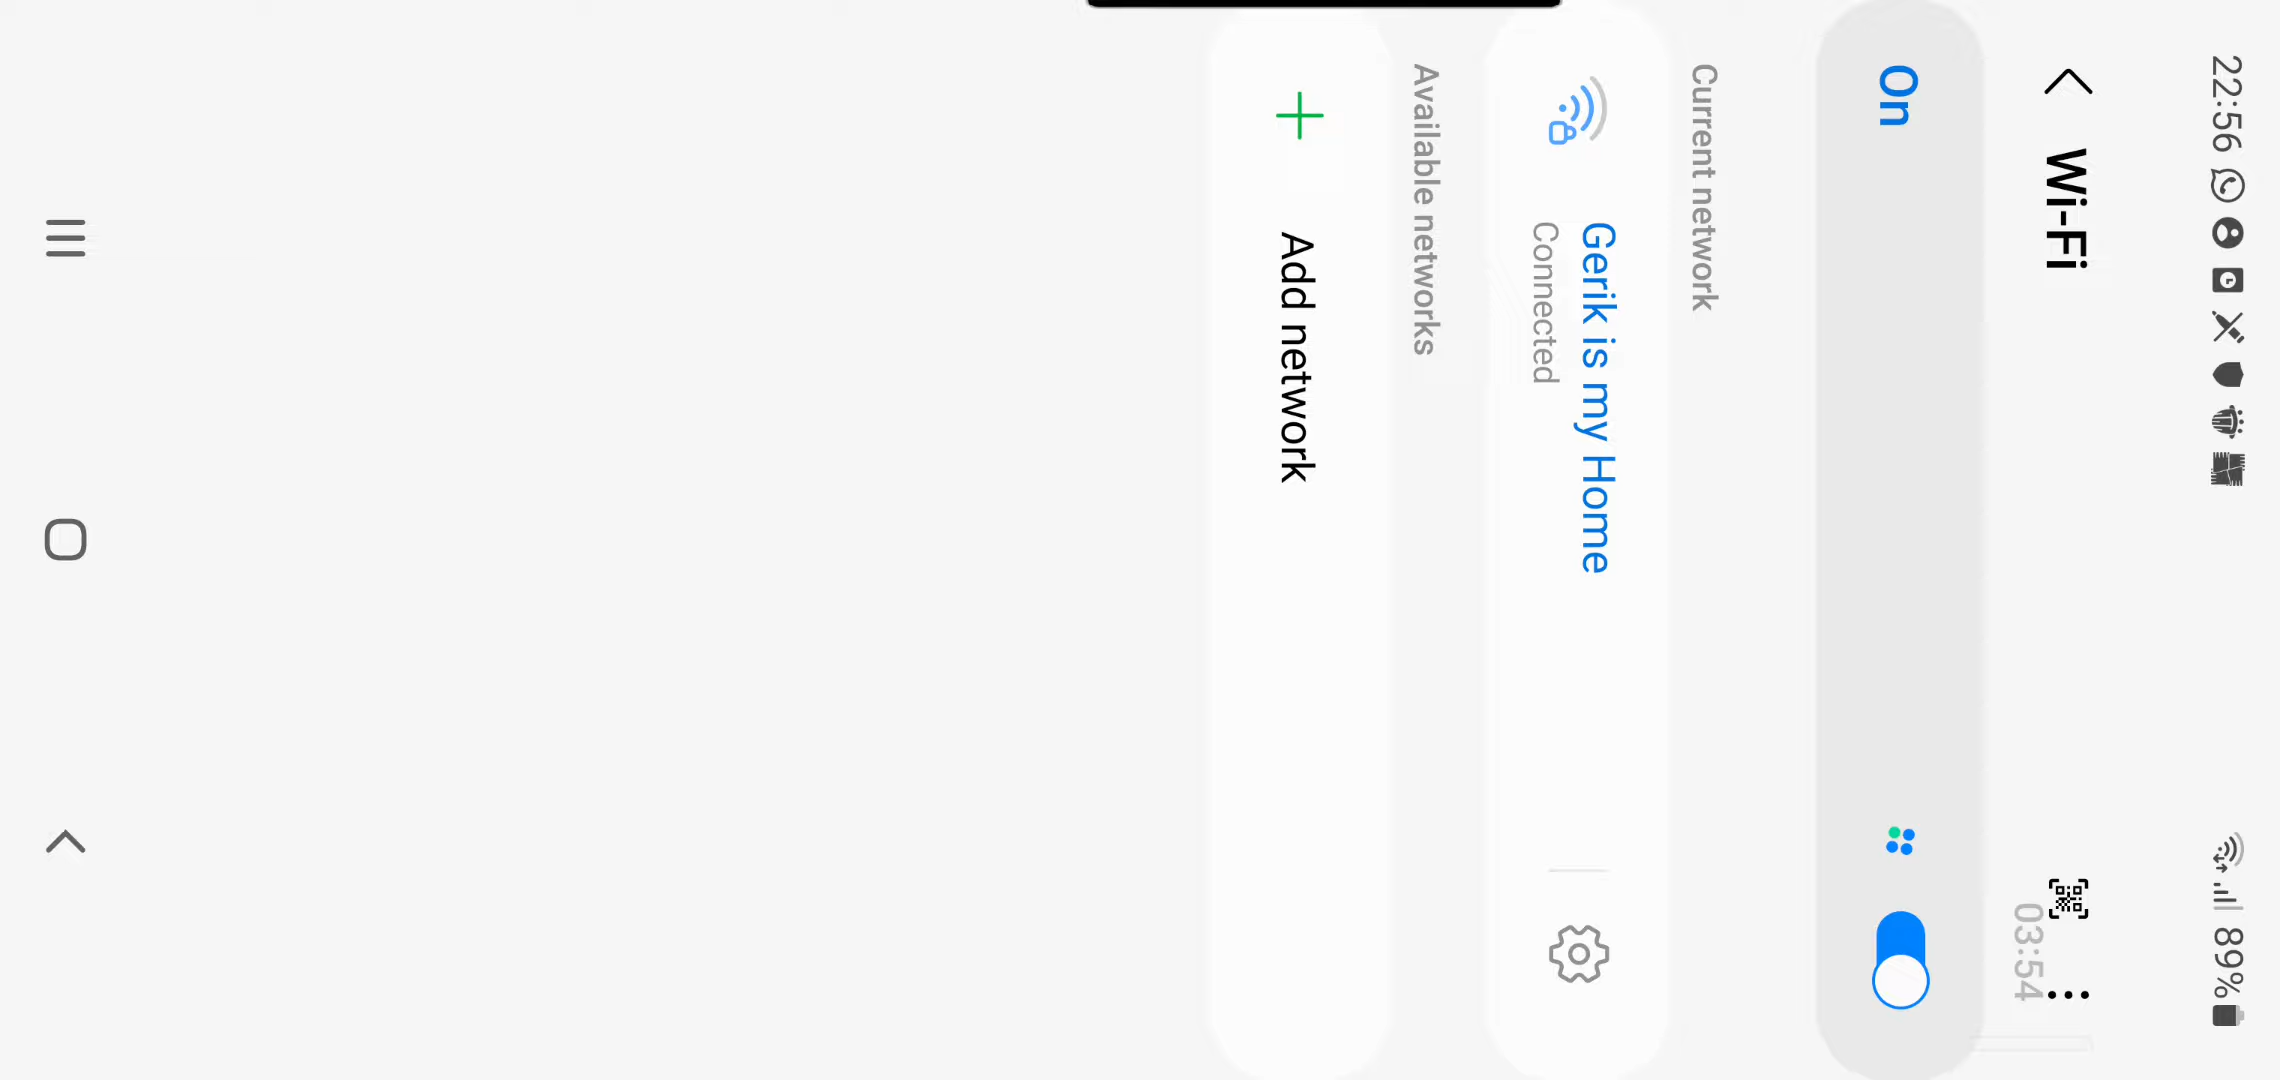 22:56
89%
Wi-Fi
03:54
On
Current network
Gerik is my Home
Connected
Available networks
Add network